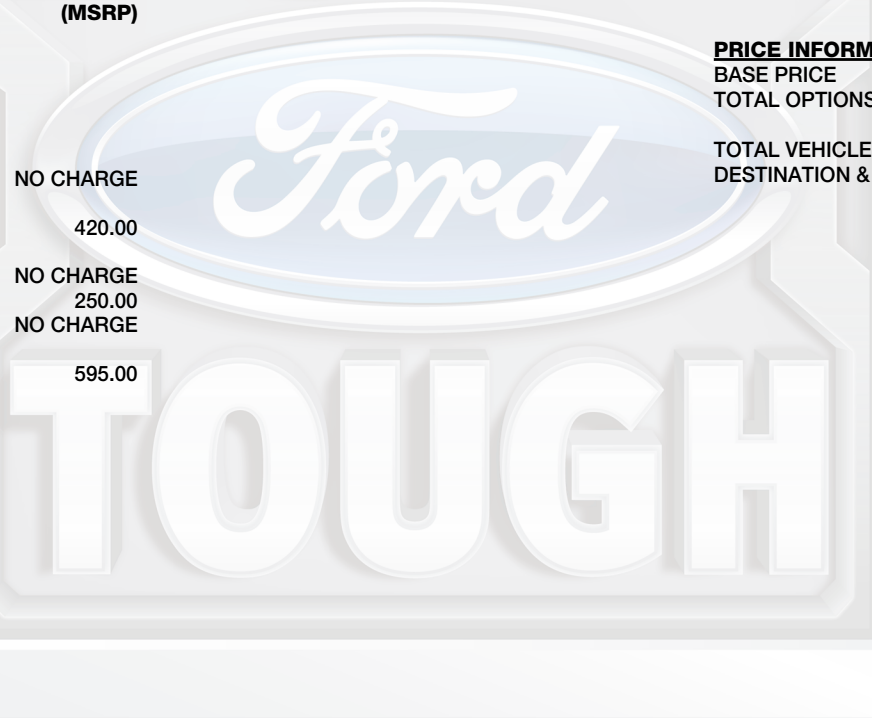 (MSRP)
NO CHARGE
420.00
NO CHARGE
250.00
NO CHARGE
595.00
PRICE INFORM
BASE PRICE
TOTAL OPTIONS
TOTAL VEHICLE
DESTINATION &
Ford
TOUGH